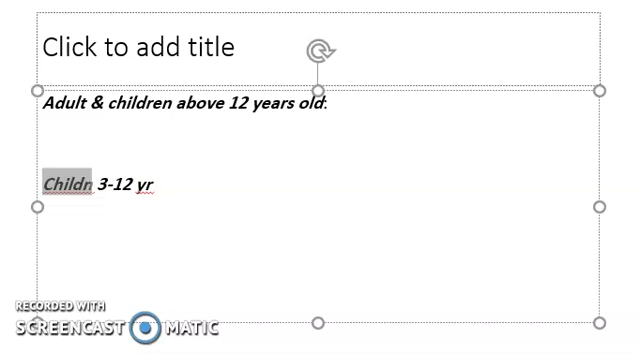 Click to add title
Adult & children above 12 years old:
Childn 3-12 yr
RECORDED WITH
SCREENCAST MATIC